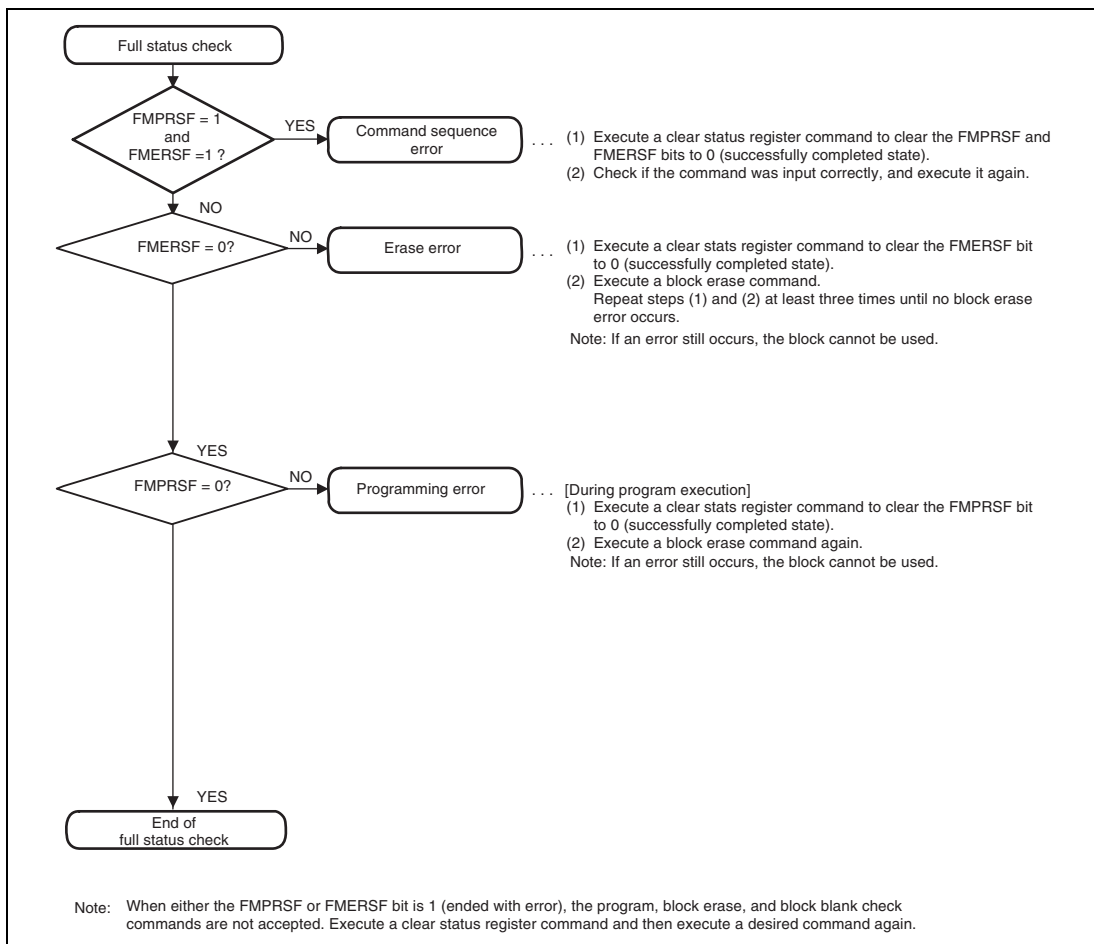 Full status check
FMPRSF = 1
and
FMERSF =1 ?
YES
Command sequence
error
. . . (1) Execute a clear status register command to clear the FMPRSF and
FMERSF bits to 0 (successfully completed state).
(2) Check if the command was input correctly, and execute it again.
NO
FMERSF = 0?
NO
Erase error
. . . (1) Execute a clear stats register command to clear the FMERSF bit
to 0 (successfully completed state).
(2) Execute a block erase command.
Repeat steps (1) and (2) at least three times until no block erase
error occurs.
Note: If an error still occurs, the block cannot be used.
YES
FMPRSF = 0?
NO
Programming error
. . . [During program execution]
(1) Execute a clear stats register command to clear the FMPRSF bit
to 0 (successfully completed state).
(2) Execute a block erase command again.
Note: If an error still occurs, the block cannot be used.
YES
End of
full status check
Note: When either the FMPRSF or FMERSF bit is 1 (ended with error), the program, block erase, and block blank check
commands are not accepted. Execute a clear status register command and then execute a desired command again.